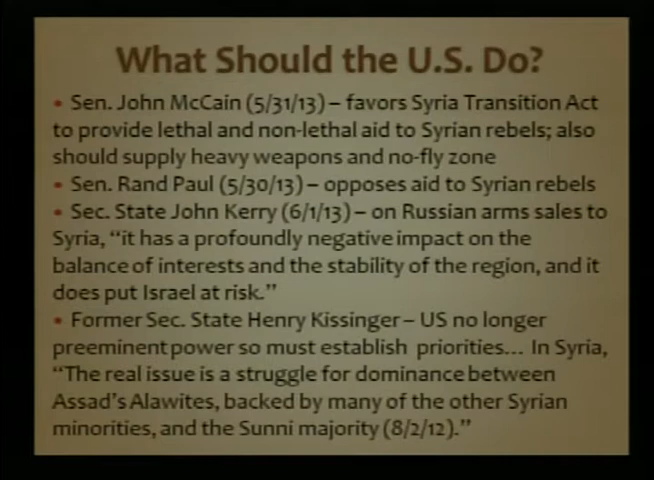 What Should the U.S. Do?
• Sen. John McCain (5/31/13) – favors Syria Transition Act
to provide lethal and non-lethal aid to Syrian rebels; also
should supply heavy weapons and no-fly zone
• Sen. Rand Paul (5/30/13) – opposes aid to Syrian rebels
• Sec. State John Kerry (6/1/13) – on Russian arms sales to
Syria, “it has a profoundly negative impact on the
balance of interests and the stability of the region, and it
does put Israel at risk.”
• Former Sec. State Henry Kissinger – US no longer
preeminent power so must establish priorities... In Syria,
“The real issue is a struggle for dominance between
Assad’s Alawites, backed by many of the other Syrian
minorities, and the Sunni majority (8/2/12).”